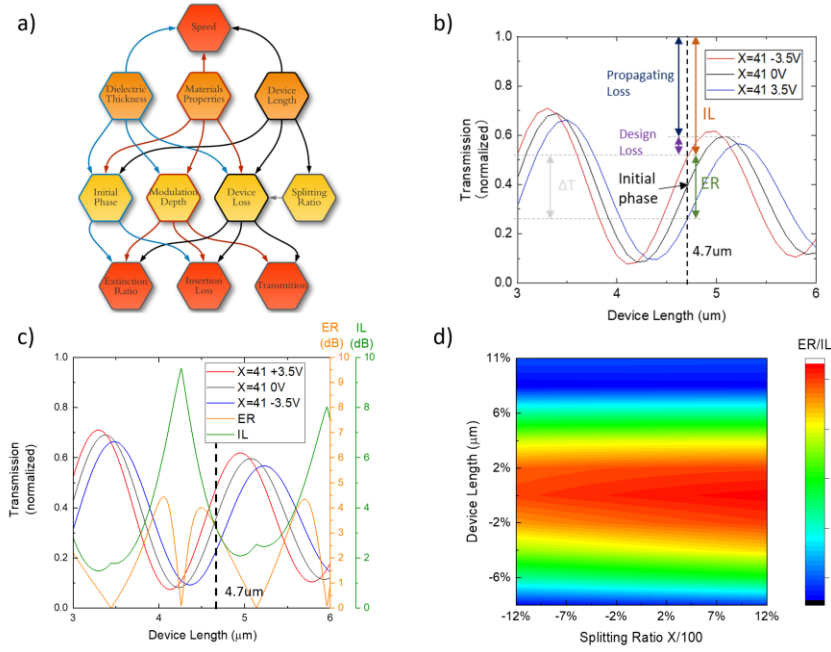 a)
Speed
Dielectric
Thickness
Materials
Properties
Device
Length
Initial
Phase
Modulation
Depth
Device
Loss
Splitting
Ratio
Extinction
Ratio
Insertion
Loss
Transmition
b)
1.0
0.8
0.6
0.4
0.2
0.0
Transmission
(normalized)
Propagating
Loss
Design
Loss
Initial
phase
ΔT
IL
ER
X=41 -3.5V
X=41 0V
X=41 3.5V
4.7um
3 4 5 6
Device Length (um)
c)
ER
(dB)
IL
(dB)
1.0
0.8
0.6
0.4
0.2
0.0
Transmission
(normalized)
X=41 +3.5V
X=41 0V
X=41 -3.5V
ER
IL
4.7um
10
9
8
7
6
5
4
3
2
1
0
10
8
6
4
2
0
3 4 5 6
Device Length (μm)
d)
ER/IL
11%
6%
2%
-2%
-6%
Device Length (μm)
-12% -7% -2% 2% 7% 12%
Splitting Ratio X/100